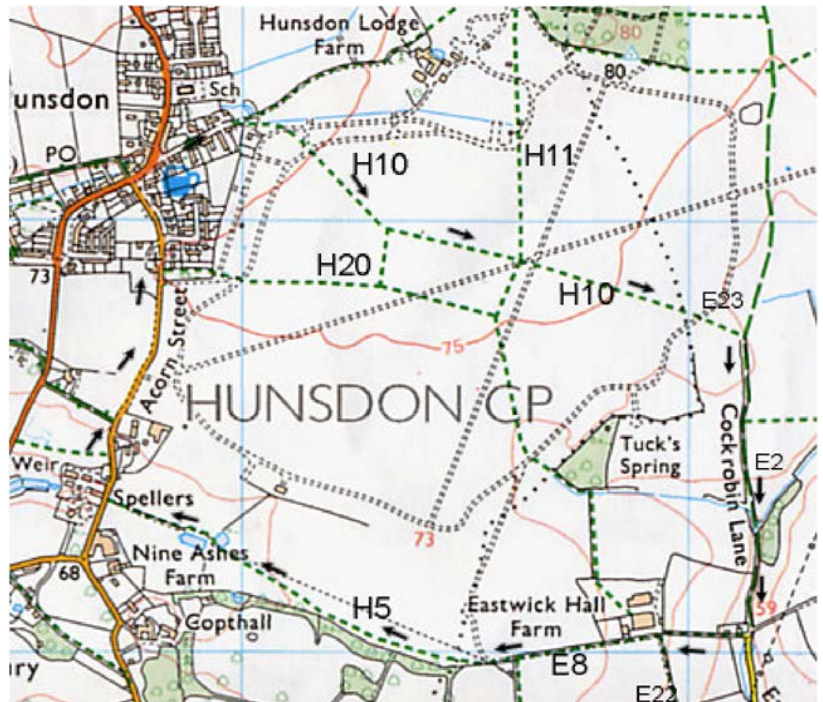 Hunsdon Lodge
Farm
80
80
unsdon
Sch
PO
H10
H11
H20
H10
E23
73
75
Acorn Street
HUNSDON CP
Tuck's
Spring
Cockrobin Lane
E2
Weir
Spellers
73
Nine Ashes
Farm
68
H5
Eastwick Hall
Farm
59
Gopthall
ry
E8
E22